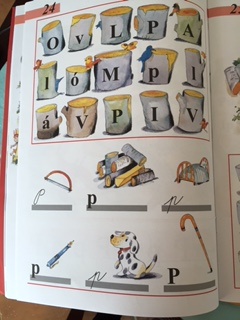 24
O v L P A
l ó M P l
á V P I V
p p p
p p P